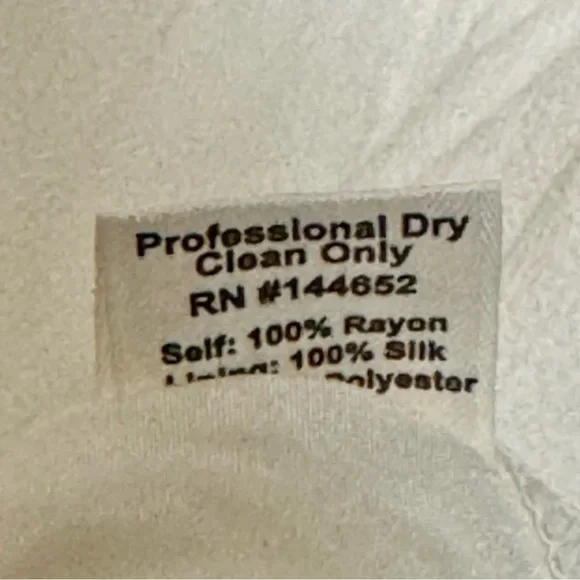 Professional Dry
Clean Only
RN #144652
Self: 100% Rayon
Lining: 100% Silk
Polyester